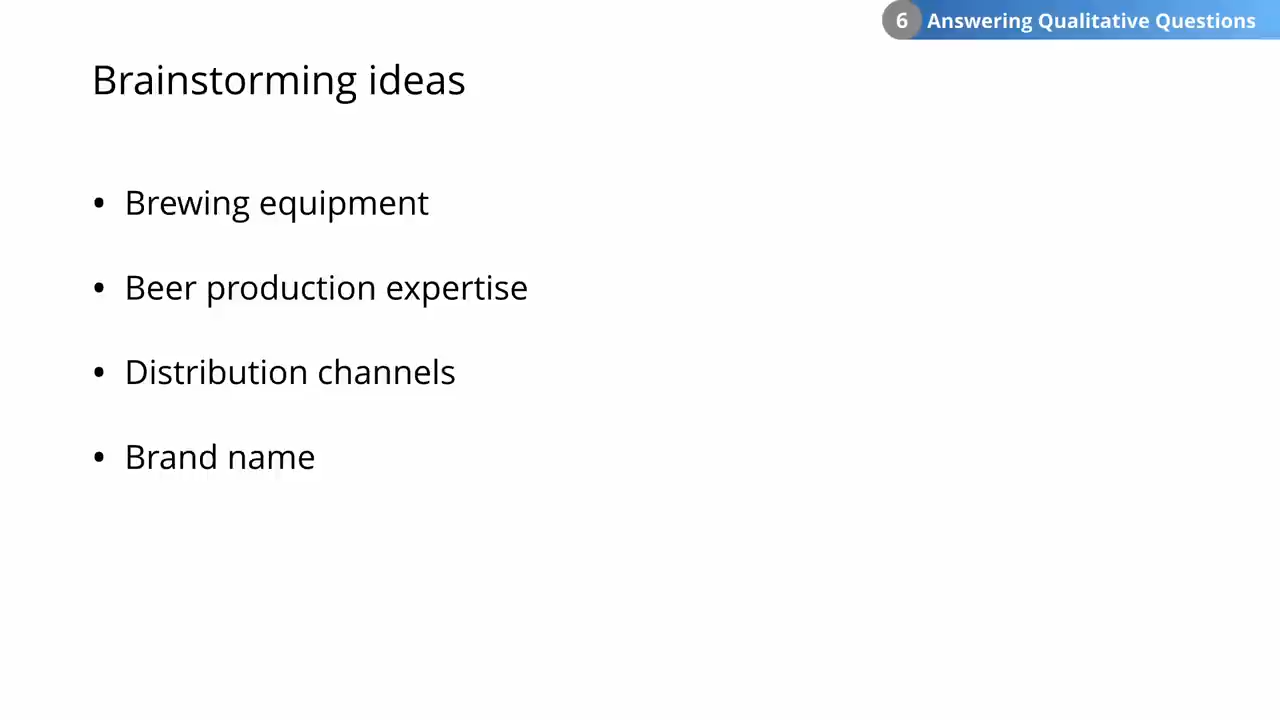 6 Answering Qualitative Questions
Brainstorming ideas
• Brewing equipment
• Beer production expertise
• Distribution channels
• Brand name